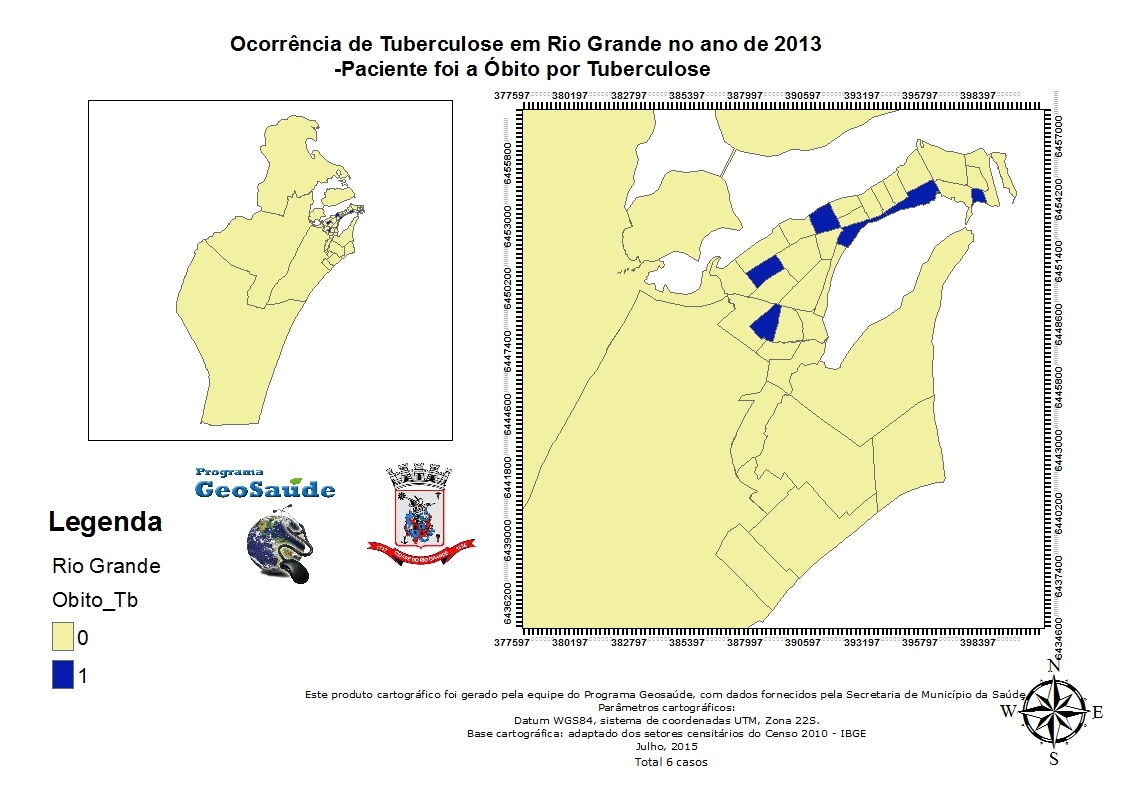 Ocorrência de Tuberculose em Rio Grande no ano de 2013
-Paciente foi a Óbito por Tuberculose
377597 380197 382797 385397 387997 390597 393197 395797 398397
6455800
6453000
6450200
6447400
6444600
6441800
6439000
6436200
6457000
6454200
6451400
6448600
6445800
6443000
6440200
6437400
6434600
377597 380197 382797 385397 387997 390597 393197 395797 398397
Programa
GeoSaúde
CIDADE DO RIO GRANDE
Legenda
Rio Grande
Obito_Tb
0
1
Este produto cartográfico foi gerado pela equipe do Programa Geosaúde, com dados fornecidos pela Secretaria de Município da Saúde
Parâmetros cartográficos:
Datum WGS84, sistema de coordenadas UTM, Zona 22S.
Base cartográfica: adaptado dos setores censitários do Censo 2010 - IBGE
Julho, 2015
Total 6 casos
N
W E
S